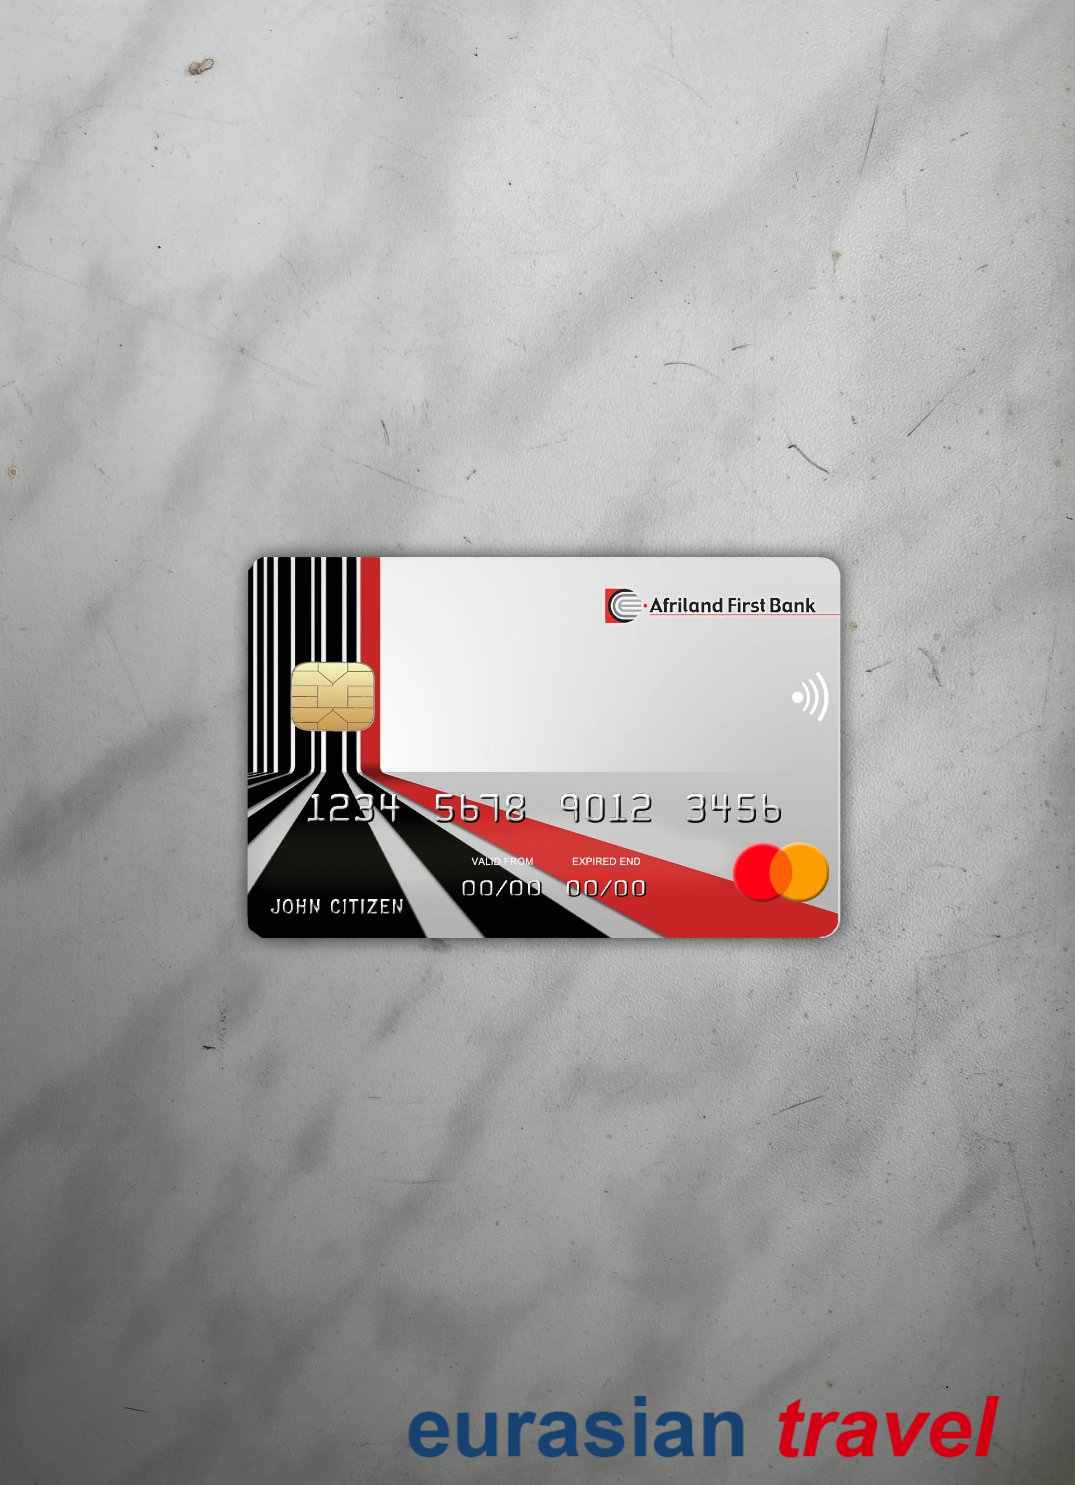 Afriland First Bank
1234 5678 9012 3456
VALID FROM EXPIRED END
00/00 00/00
JOHN CITIZEN
eurasian travel